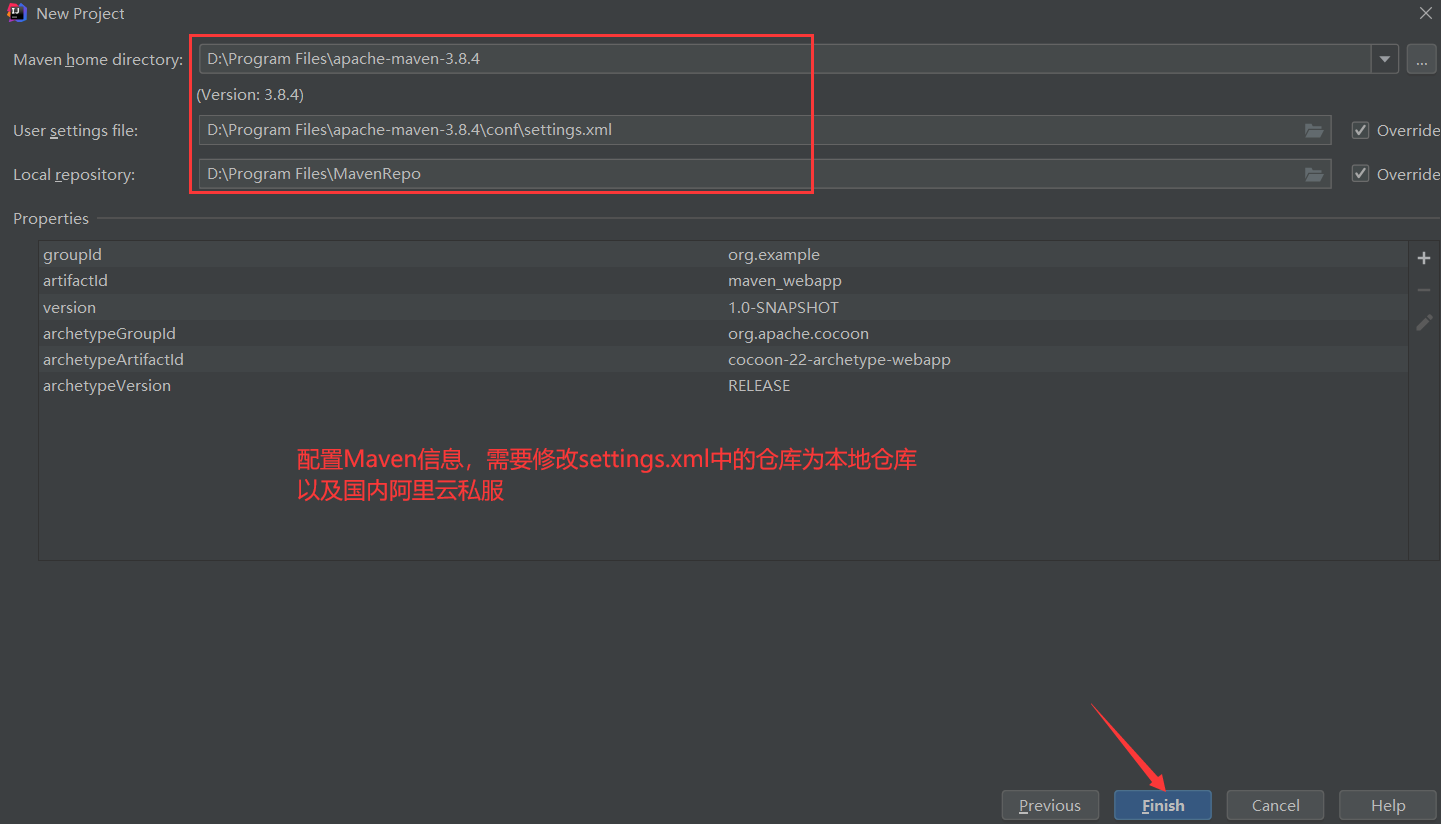 New Project
Maven home directory: D:\Program Files\apache-maven-3.8.4 ...
(Version: 3.8.4)
User settings file: D:\Program Files\apache-maven-3.8.4\conf\settings.xml Override
Local repository: D:\Program Files\MavenRepo Override
Properties
groupId org.example
artifactId maven_webapp
version 1.0-SNAPSHOT
archetypeGroupId org.apache.cocoon
archetypeArtifactId cocoon-22-archetype-webapp
archetypeVersion RELEASE
配置Maven信息，需要修改settings.xml中的仓库为本地仓库
以及国内阿里云私服
Previous Finish Cancel Help